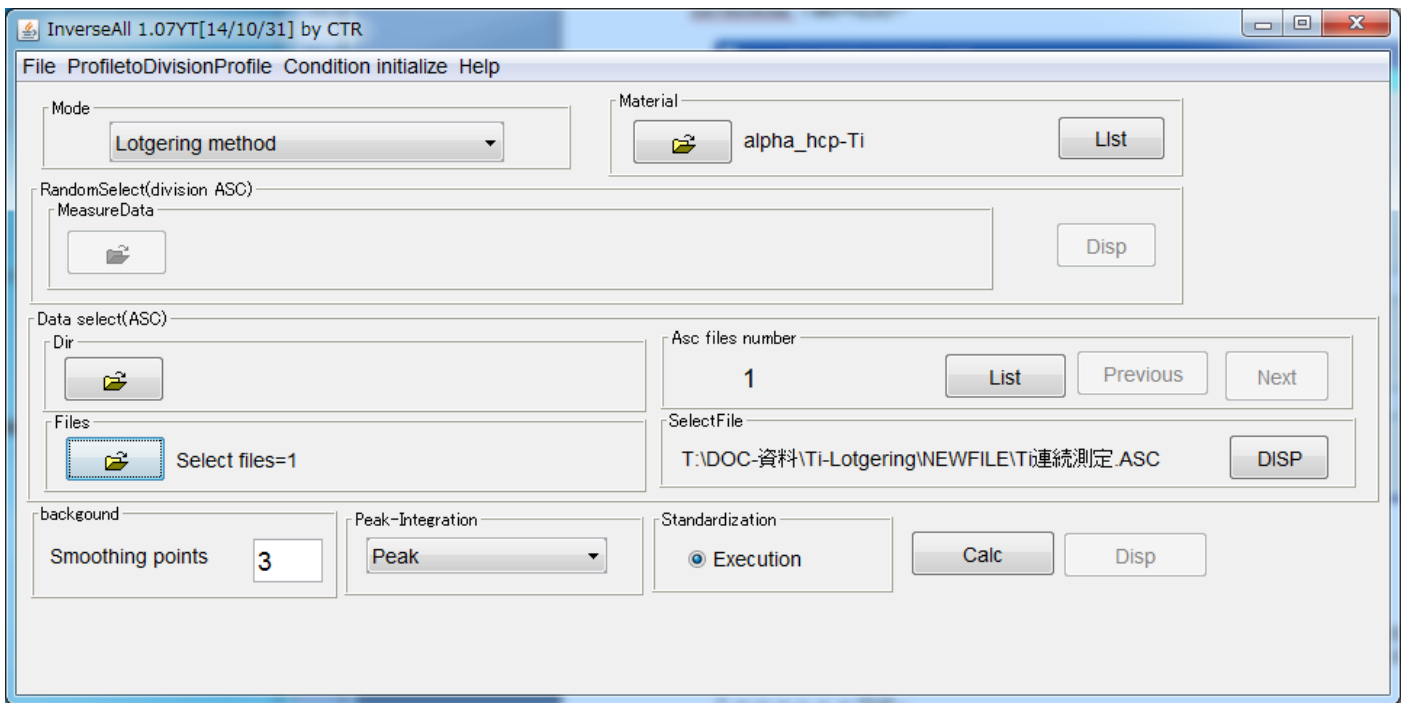 InverseAll 1.07YT[14/10/31] by CTR
File ProfiletoDivisionProfile Condition initialize Help
Mode
Lotgering method
Material
alpha_hcp-Ti
LIst
RandomSelect(division ASC)
MeasureData
Disp
Data select(ASC)
Dir
Asc files number
1
List
Previous
Next
Files
Select files=1
SelectFile
T:\DOC-資料\Ti-Lotgering\NEWFILE\Ti連続測定.ASC
DISP
backgound
Smoothing points
3
Peak-Integration
Peak
Standardization
Execution
Calc
Disp